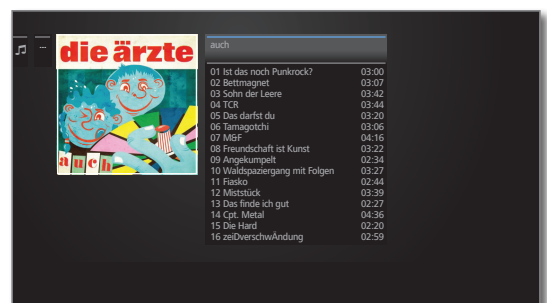 ...
die ärzte
auch
auch
01 Ist das noch Punkrock? 03:00
02 Bettmagnet 03:07
03 Sohn der Leere 03:42
04 TCR 03:44
05 Das darfst du 03:20
06 Tamagotchi 03:06
07 M&F 04:16
08 Freundschaft ist Kunst 03:22
09 Angekumpelt 02:34
10 Waldspaziergang mit Folgen 03:27
11 Fiasko 02:44
12 Miststück 03:39
13 Das finde ich gut 02:27
14 Cpt. Metal 04:36
15 Die Hard 02:20
16 zeiDverschwÄndung 02:59